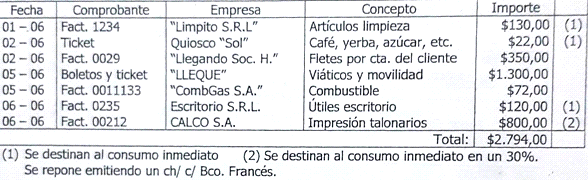 Fecha Comprobante Empresa Concepto Importe
01 – 06 Fact. 1234 "Limpito S.R.L" Artículos limpieza $130,00 (1)
02 – 06 Ticket Quiosco "Sol" Café, yerba, azúcar, etc. $22,00 (1)
02 – 06 Fact. 0029 "Llegando Soc. H." Fletes por cta. del cliente $350,00
05 – 06 Boletos y ticket "LLEQUE" Viáticos y movilidad $1.300,00
05 – 06 Fact. 0011133 "CombGas S.A." Combustible $72,00
06 – 06 Fact. 0235 Escritorio S.R.L. Útiles escritorio $120,00 (1)
06 – 06 Fact. 00212 CALCO S.A. Impresión talonarios $800,00 (2)
Total: $2.794,00
(1) Se destinan al consumo inmediato (2) Se destinan al consumo inmediato en un 30%.
Se repone emitiendo un ch/ c/ Bco. Francés.